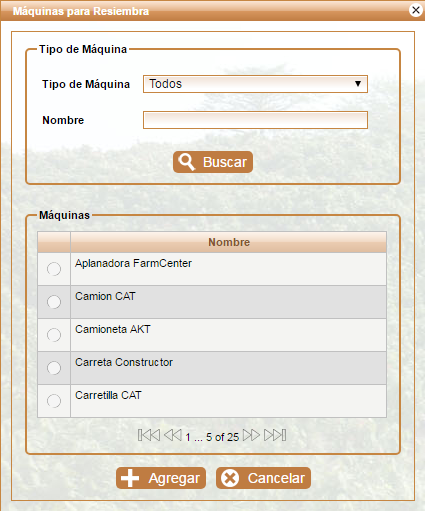 Máquinas para Resiembra
Tipo de Máquina
Tipo de Máquina Todos
Nombre
Buscar
Máquinas
Nombre
Aplanadora FarmCenter
Camion CAT
Camioneta AKT
Carreta Constructor
Carretilla CAT
1 ... 5 of 25
Agregar Cancelar